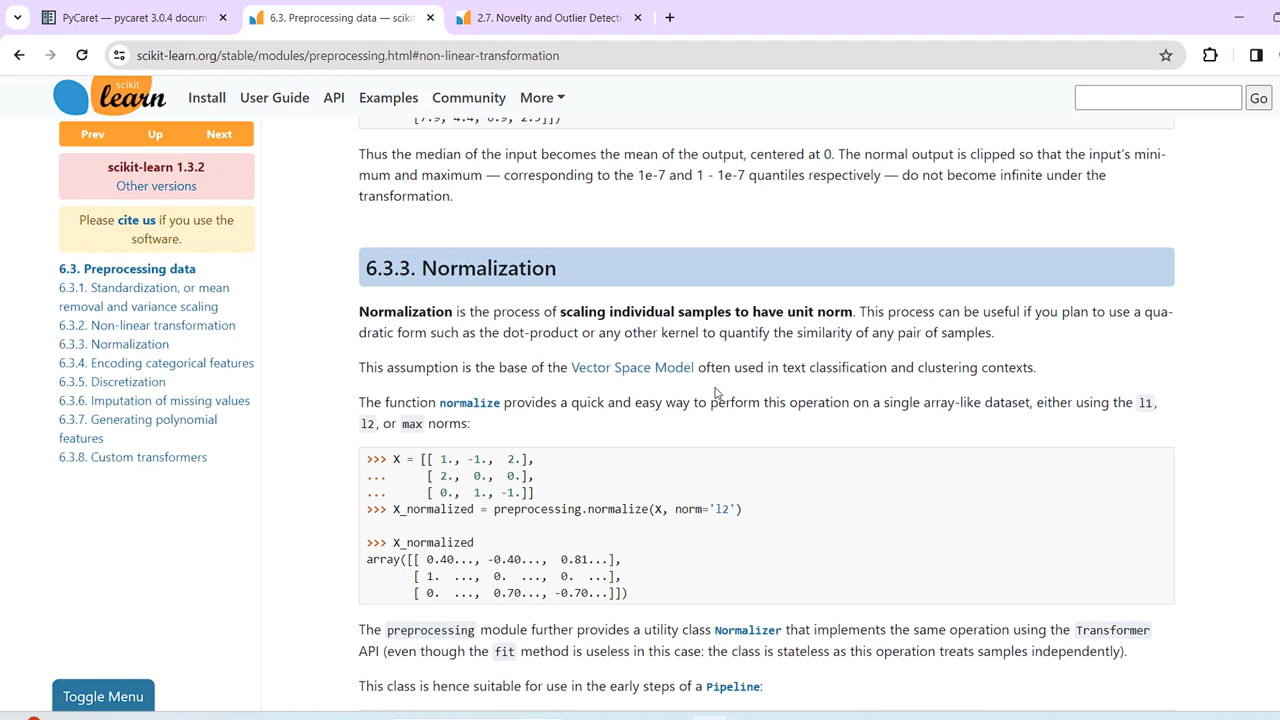 PyCaret — pycaret 3.0.4 docum
6.3. Preprocessing data — scikit
2.7. Novelty and Outlier Detecti
scikit-learn.org/stable/modules/preprocessing.html#non-linear-transformation
scikit
learn
Install User Guide API Examples Community More
Go
Prev Up Next
scikit-learn 1.3.2
Other versions
Please cite us if you use the
software.
6.3. Preprocessing data
6.3.1. Standardization, or mean
removal and variance scaling
6.3.2. Non-linear transformation
6.3.3. Normalization
6.3.4. Encoding categorical features
6.3.5. Discretization
6.3.6. Imputation of missing values
6.3.7. Generating polynomial
features
6.3.8. Custom transformers
Toggle Menu
[7.9, 4.4, 6.9, 2.5]])
Thus the median of the input becomes the mean of the output, centered at 0. The normal output is clipped so that the input's mini-
mum and maximum — corresponding to the 1e-7 and 1 - 1e-7 quantiles respectively — do not become infinite under the
transformation.
6.3.3. Normalization
Normalization is the process of scaling individual samples to have unit norm. This process can be useful if you plan to use a qua-
dratic form such as the dot-product or any other kernel to quantify the similarity of any pair of samples.
This assumption is the base of the Vector Space Model often used in text classification and clustering contexts.
The function normalize provides a quick and easy way to perform this operation on a single array-like dataset, either using the l1,
l2, or max norms:
>>> X = [[ 1., -1., 2.],
... [ 2., 0., 0.],
... [ 0., 1., -1.]]
>>> X_normalized = preprocessing.normalize(X, norm='l2')
>>> X_normalized
array([[ 0.40..., -0.40..., 0.81...],
[ 1. ..., 0. ..., 0. ...],
[ 0. ..., 0.70..., -0.70...]])
The preprocessing module further provides a utility class Normalizer that implements the same operation using the Transformer
API (even though the fit method is useless in this case: the class is stateless as this operation treats samples independently).
This class is hence suitable for use in the early steps of a Pipeline: